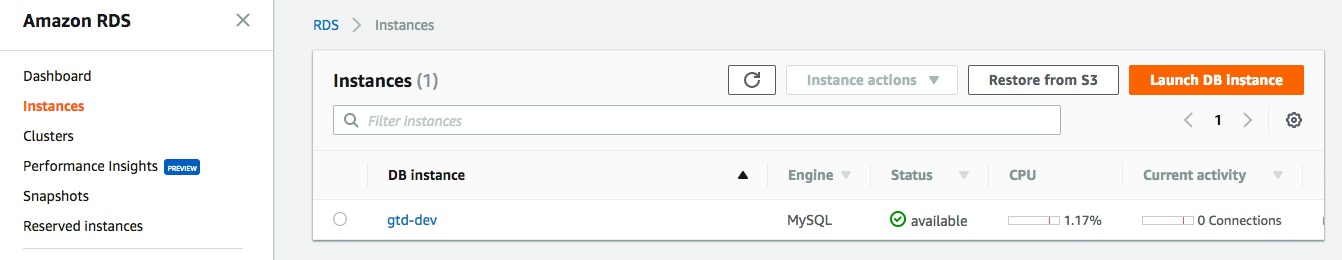 Amazon RDS
Dashboard
Instances
Clusters
Performance Insights PREVIEW
Snapshots
Reserved instances
RDS Instances
Instances (1)
Instance actions
Restore from S3
Launch DB instance
Filter instances
1
DB instance Engine Status CPU Current activity
gtd-dev MySQL available 1.17% 0 Connections